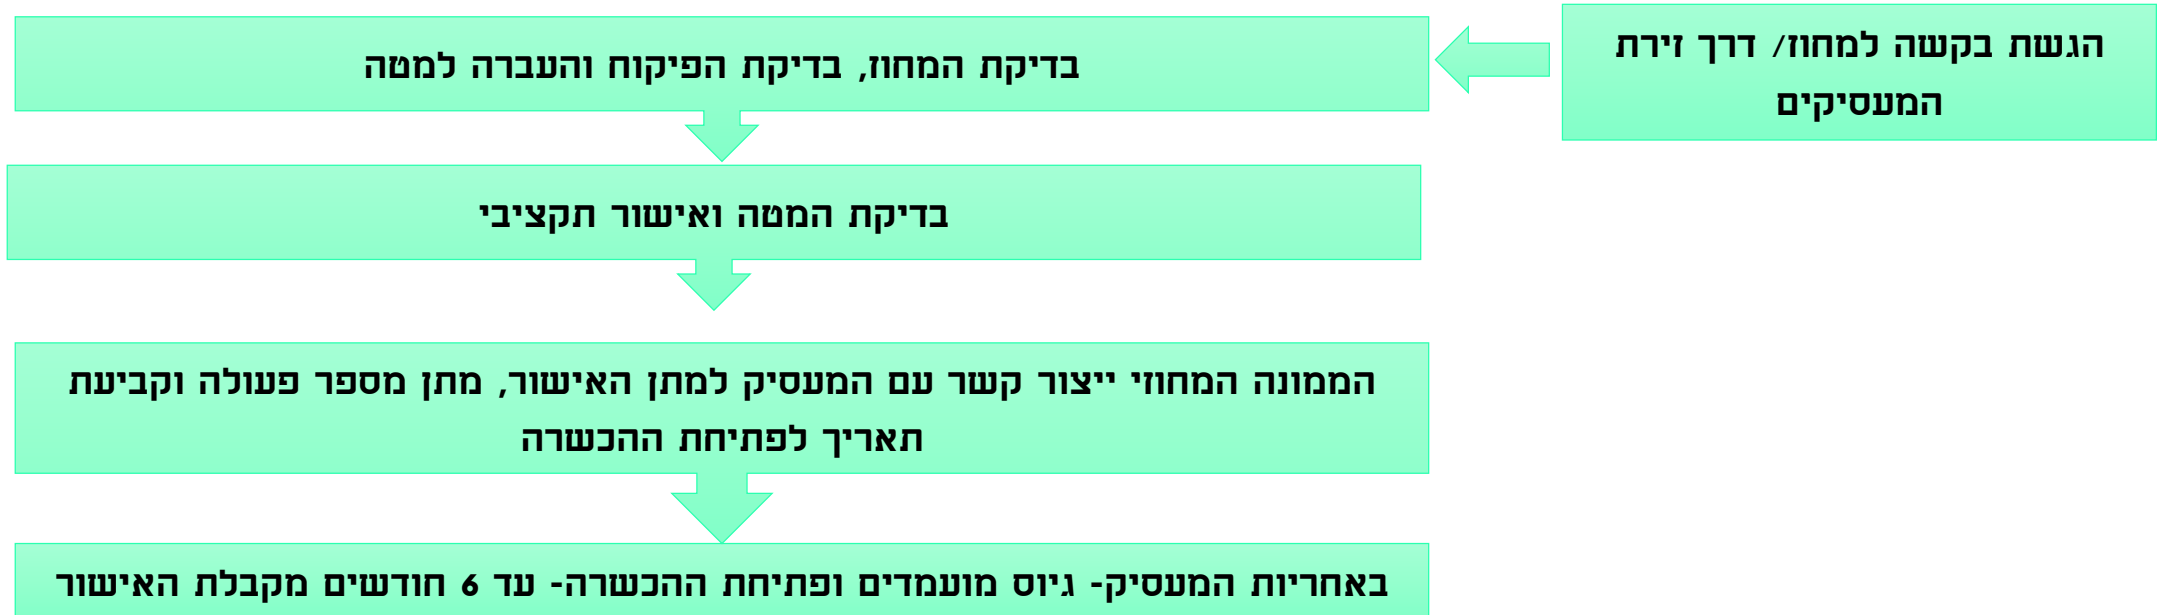 הגשת בקשה למחוז/ דרך זירת
המעסיקים
בדיקת המחוז, בדיקת הפיקוח והעברה למטה
בדיקת המטה ואישור תקציבי
הממונה המחוזי ייצור קשר עם המעסיק למתן האישור, מתן מספר פעולה וקביעת
תאריך לפתיחת ההכשרה
באחריות המעסיק- גיוס מועמדים ופתיחת ההכשרה- עד 6 חודשים מקבלת האישור